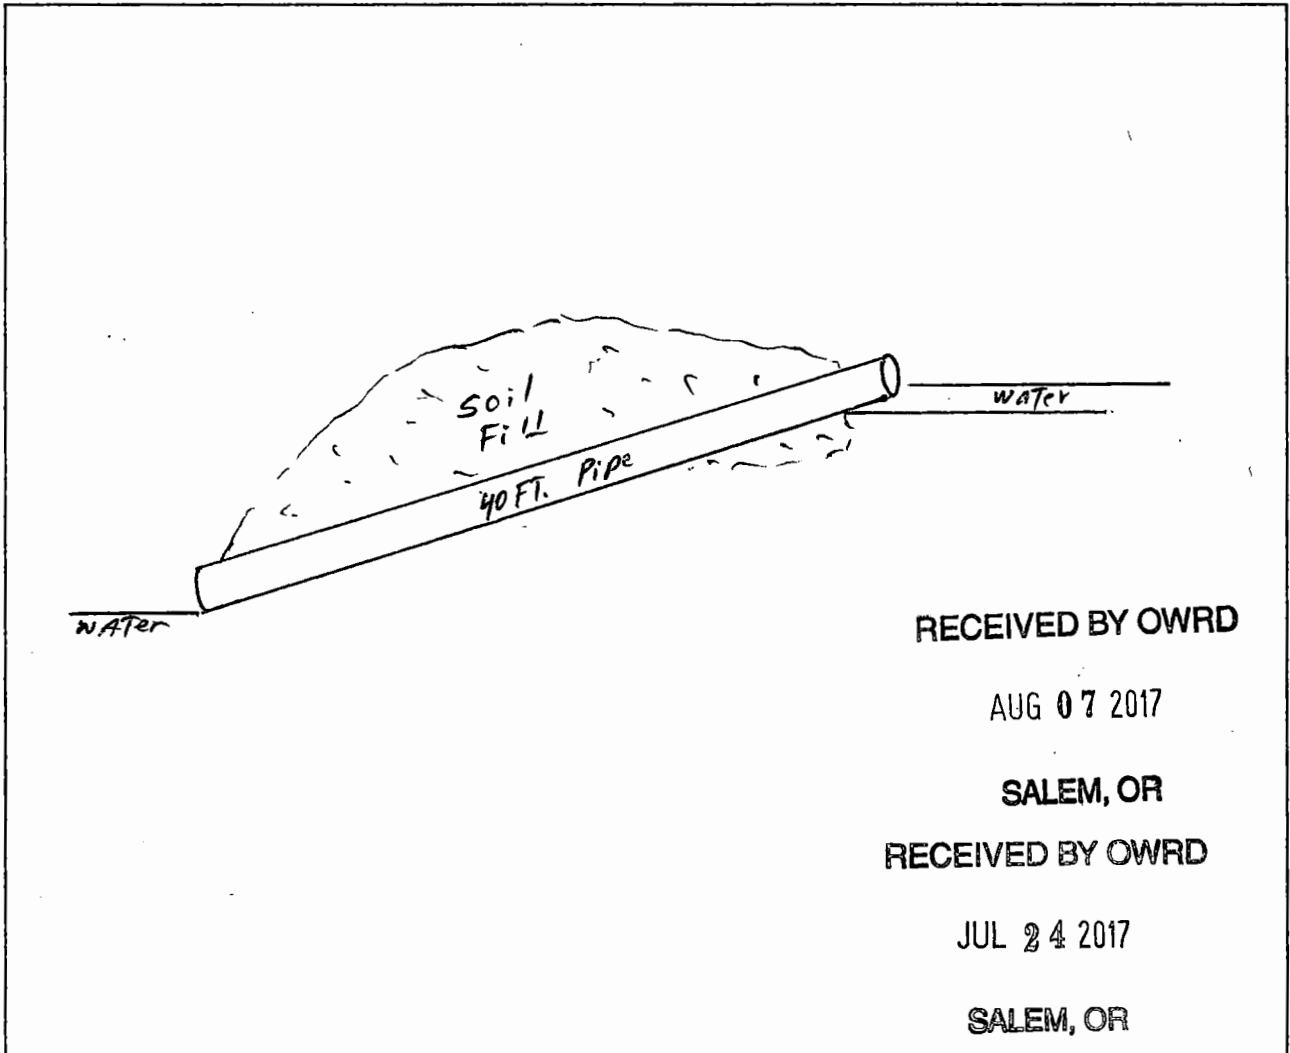 Soil
Fill
water
40 FT. Pipe
WATer
RECEIVED BY OWRD
AUG 07 2017
SALEM, OR
RECEIVED BY OWRD
JUL 24 2017
SALEM, OR